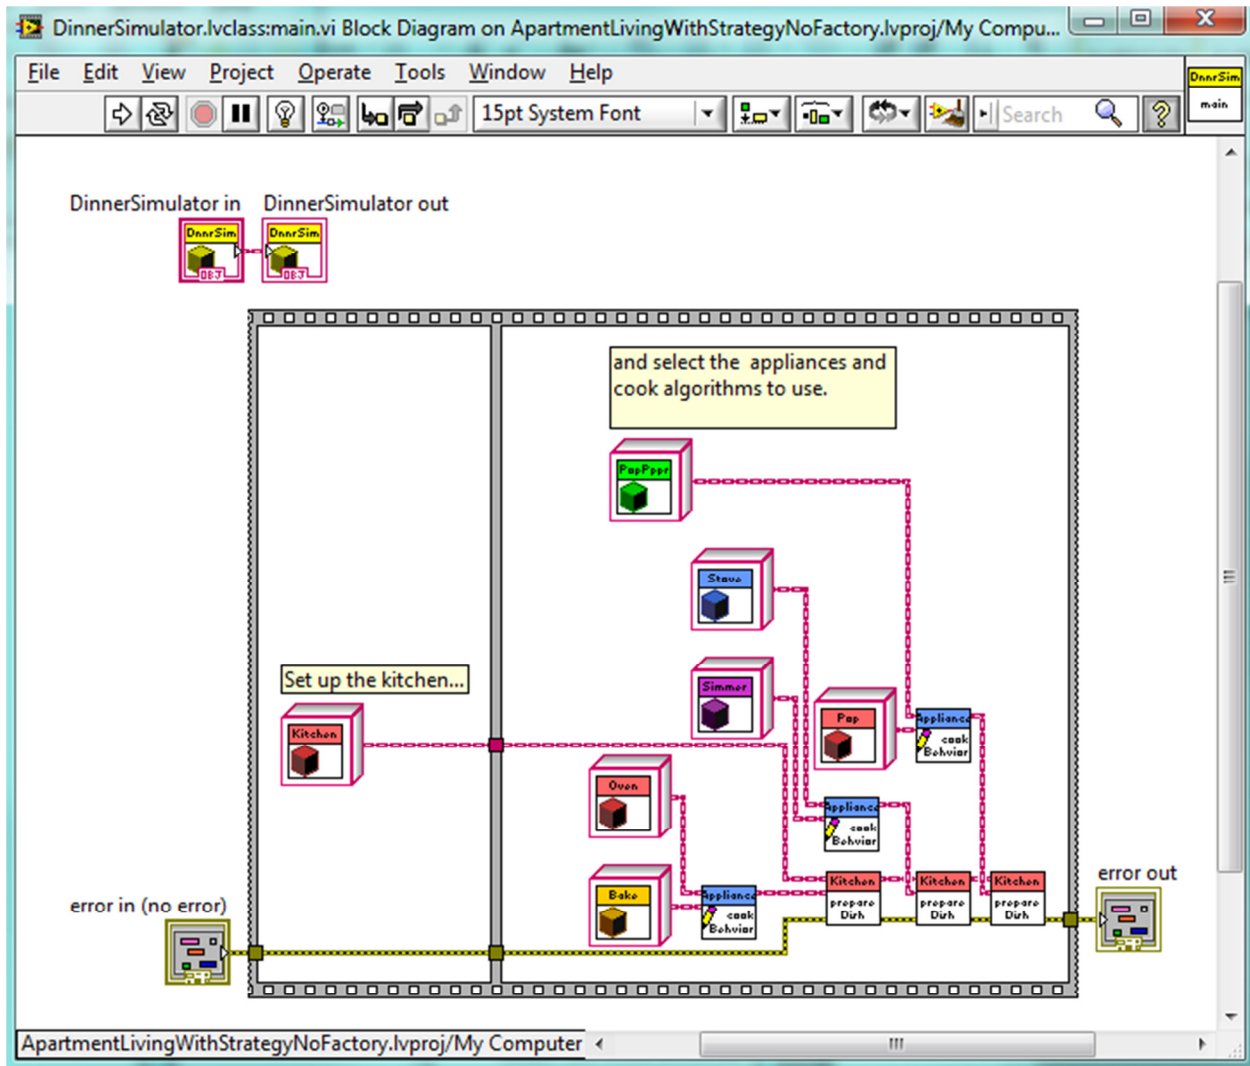 DinnerSimulator.lvclass:main.vi Block Diagram on ApartmentLivingWithStrategyNoFactory.lvproj/My Compu...
File Edit View Project Operate Tools Window Help
15pt System Font
Search
DnnrSim
main
DinnerSimulator in
DinnerSimulator out
DnnrSim
OBJ
DnnrSim
OBJ
and select the appliances and
cook algorithms to use.
PopPppr
Stove
Simmer
Set up the kitchen...
Kitchen
Pop
Appliance
cook
Behvior
Oven
Appliance
cook
Behvior
Bake
Appliance
cook
Behvior
Kitchen
prepare
Dish
Kitchen
prepare
Dish
Kitchen
prepare
Dish
error in (no error)
error out
ApartmentLivingWithStrategyNoFactory.lvproj/My Computer